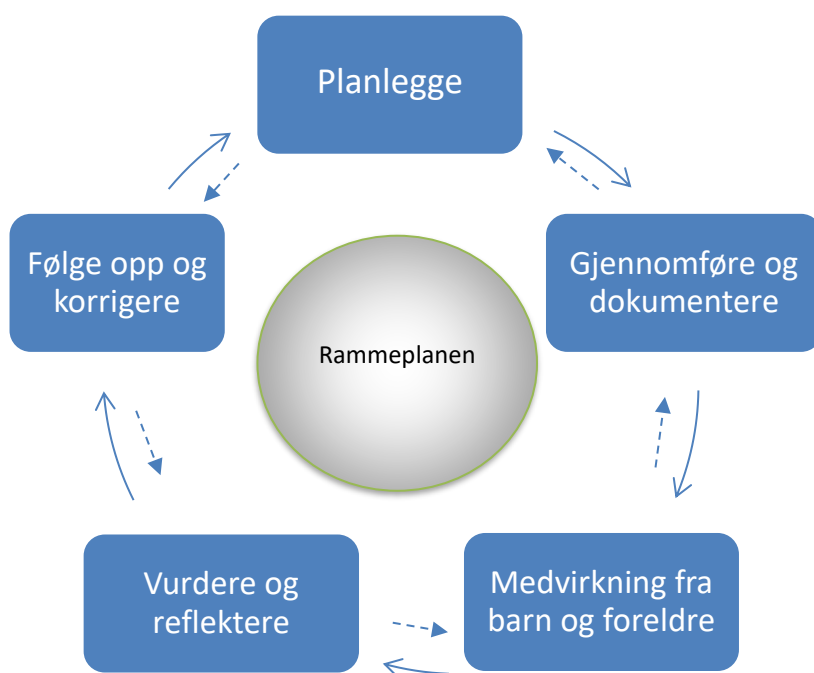 Planlegge
Følge opp og
korrigere
Gjennomføre og
dokumentere
Rammeplanen
Vurdere og
reflektere
Medvirkning fra
barn og foreldre